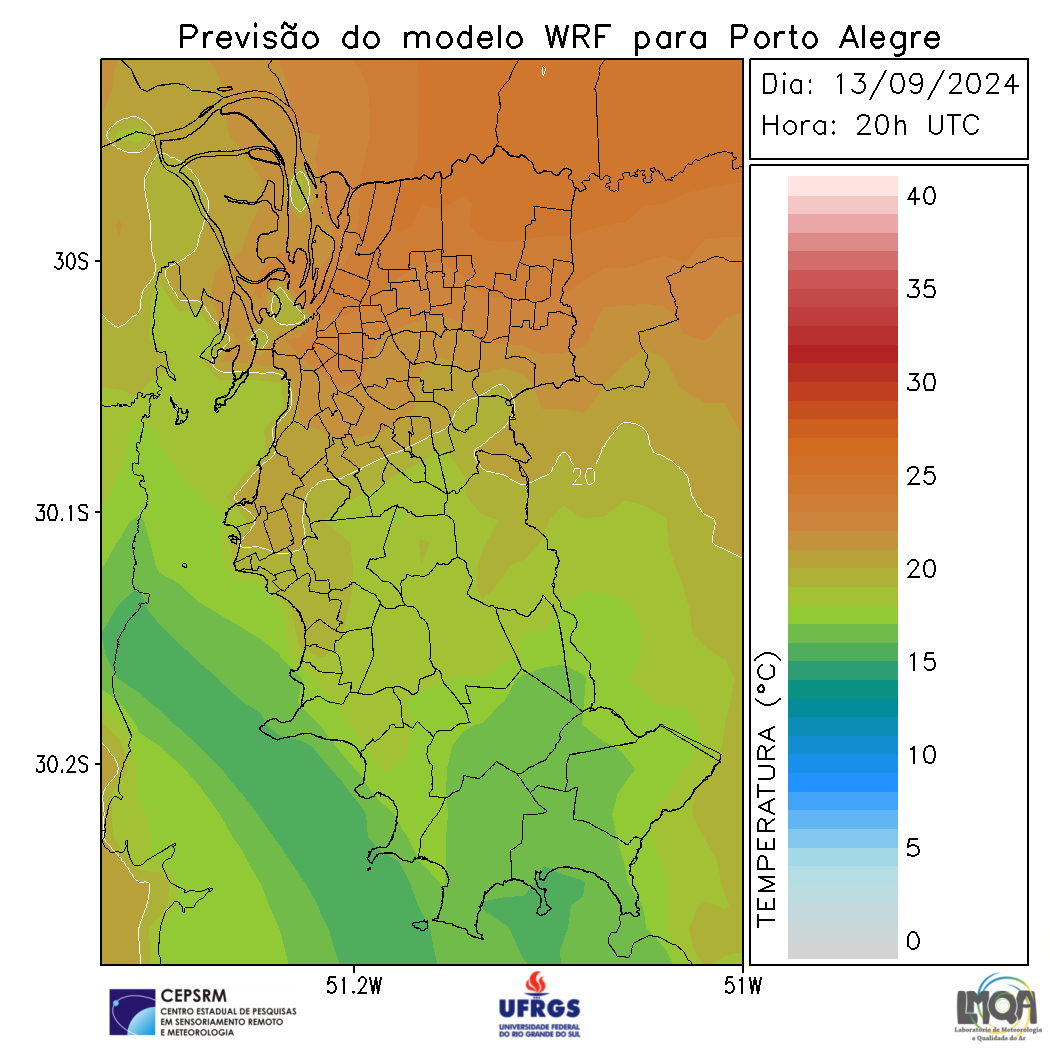 Previsão do modelo WRF para Porto Alegre
Dia: 13/09/2024
Hora: 20h UTC
30S
30.1S
30.2S
51.2W
51W
20
TEMPERATURA (°C)
40
35
30
25
20
15
10
5
0
CEPSRM
CENTRO ESTADUAL DE PESQUISAS
EM SENSORIAMENTO REMOTO
E METEOROLOGIA
UFRGS
UNIVERSIDADE FEDERAL
DO RIO GRANDE DO SUL
LMQA
Laboratório de Meteorologia
e Qualidade do Ar